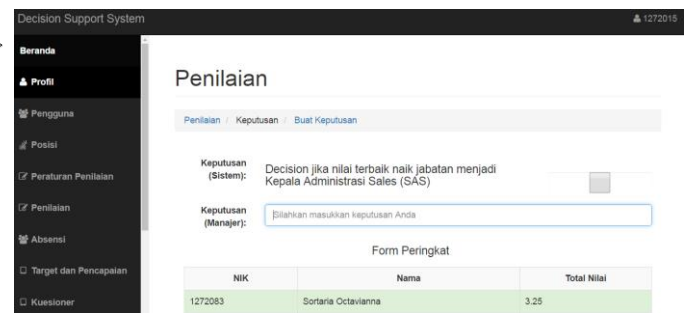 Decision Support System
1272015
Beranda
Profil
Pengguna
Posisi
Peraturan Penilaian
Penilaian
Absensi
Target dan Pencapaian
Kuesioner
Penilaian
Penilaian / Keputusan / Buat Keputusan
Keputusan (Sistem):
Decision jika nilai terbaik naik jabatan menjadi
Kepala Administrasi Sales (SAS)
Keputusan (Manajer):
Silahkan masukkan keputusan Anda
Form Peringkat
NIK Nama Total Nilai
1272083 Sortaria Octavianna 3.25